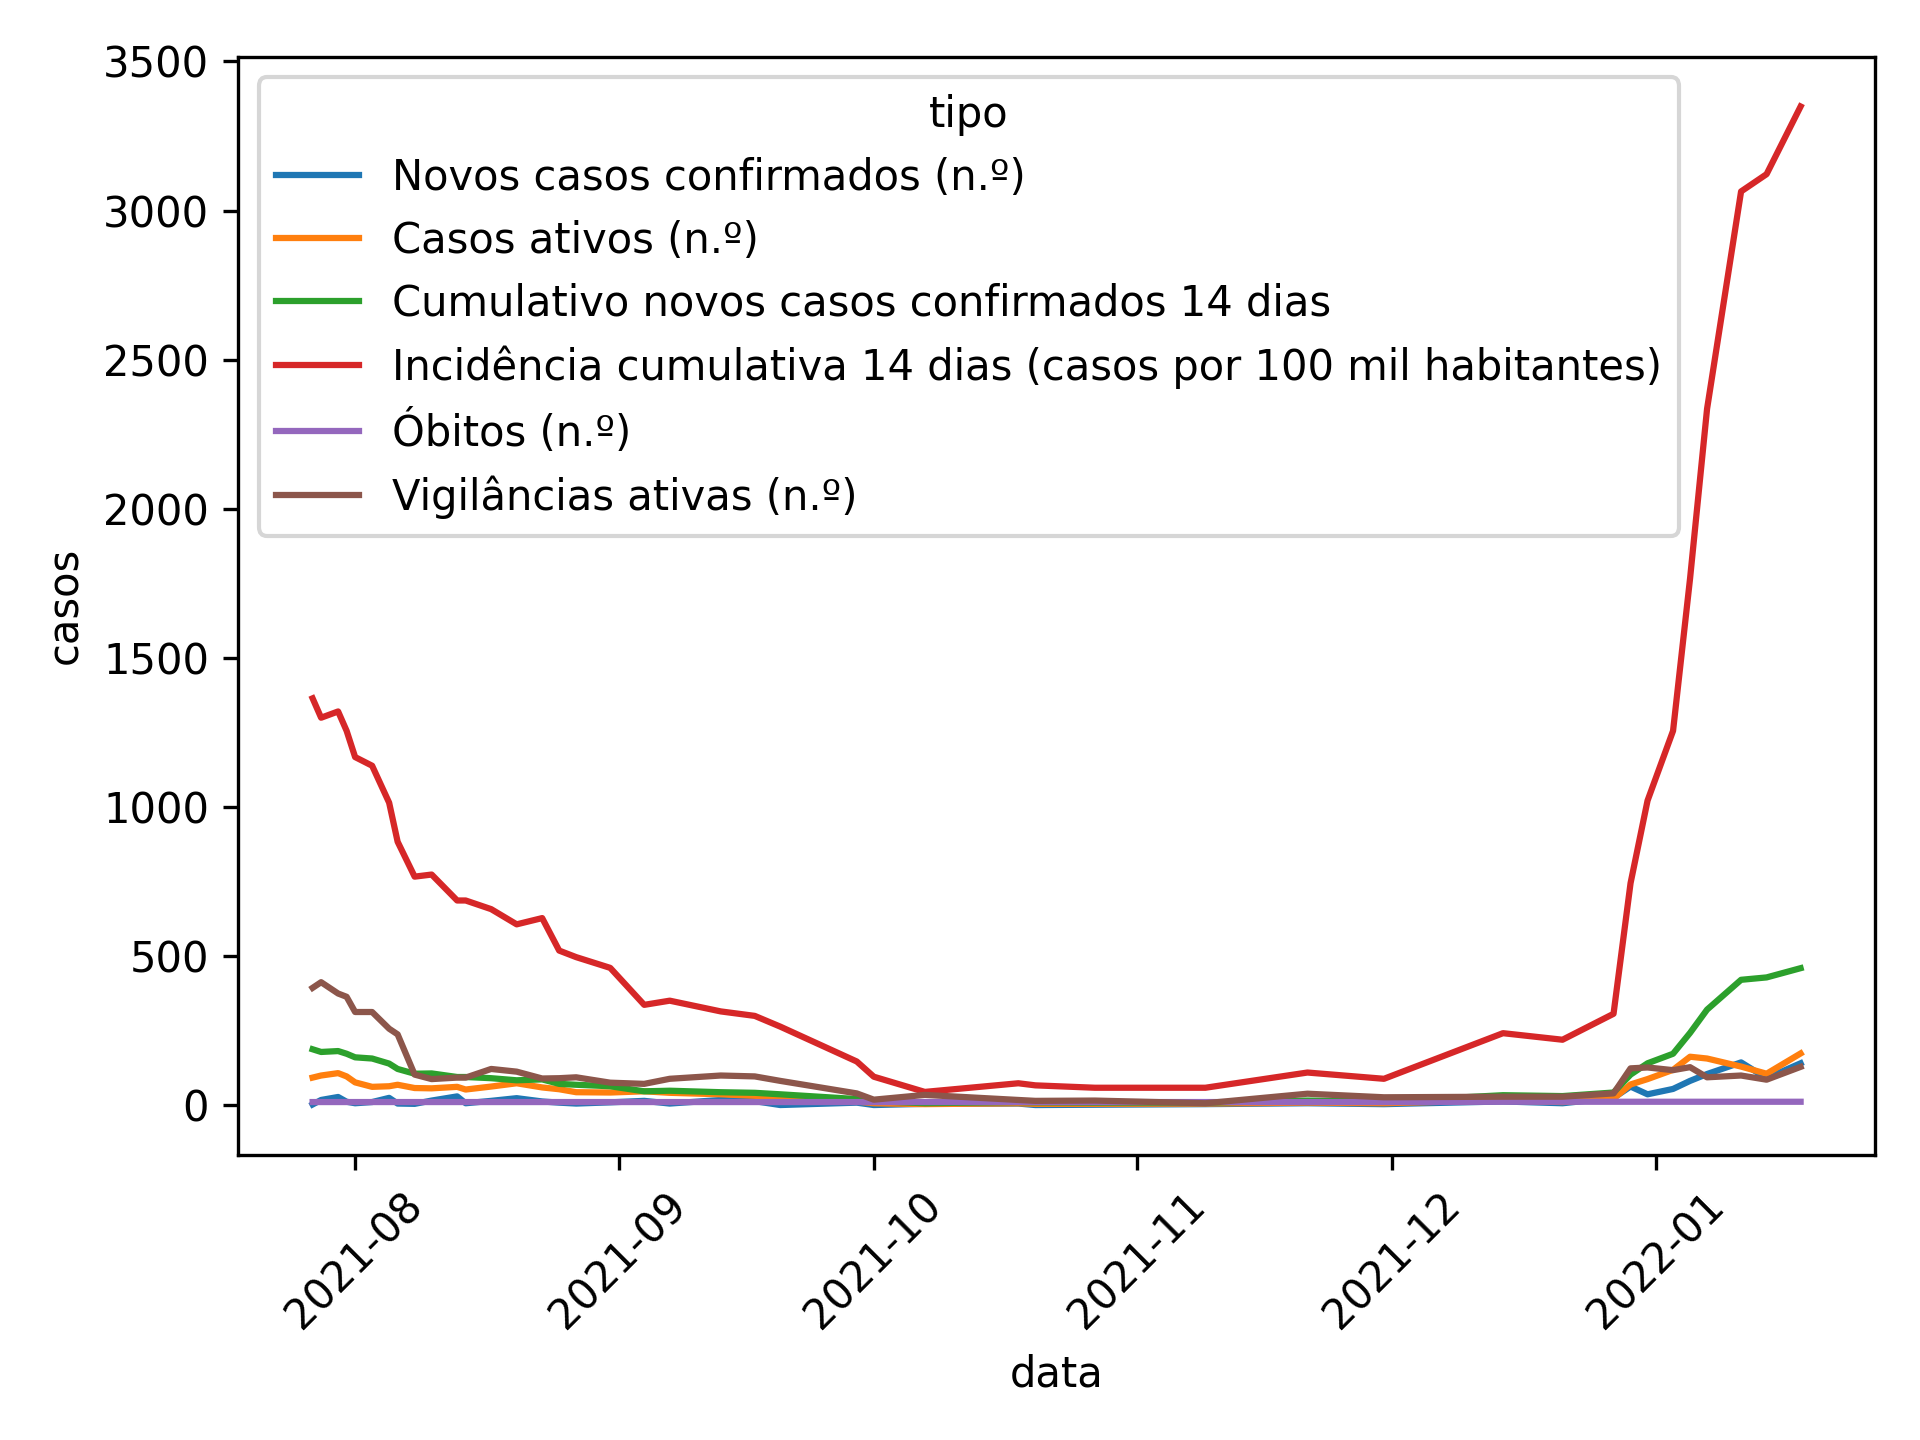 3500
3000
2500
2000
1500
1000
500
0
casos
tipo
Novos casos confirmados (n.º)
Casos ativos (n.º)
Cumulativo novos casos confirmados 14 dias
Incidência cumulativa 14 dias (casos por 100 mil habitantes)
Óbitos (n.º)
Vigilâncias ativas (n.º)
2021-08
2021-09
2021-10
2021-11
2021-12
2022-01
data